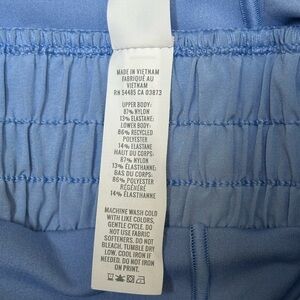 MADE IN VIETNAM
FABRIQUÉ AU
VIETNAM
RN 54485 CA 03873
UPPER BODY:
87% NYLON
13% ELASTANE
LOWER BODY:
86% RECYCLED
POLYESTER
14% ELASTANE
HAUT DU CORPS:
87% NYLON
13% ÉLASTHANNE
BAS DU CORPS:
86% POLYESTER
RÉGÉNÉRÉ
14% ÉLASTHANNE
MACHINE WASH COLD
WITH LIKE COLORS,
GENTLE CYCLE. DO
NOT USE FABRIC
SOFTENERS. DO NOT
BLEACH. TUMBLE DRY
LOW. COOL IRON IF
NEEDED. DO NOT IRON
ON PRINT.